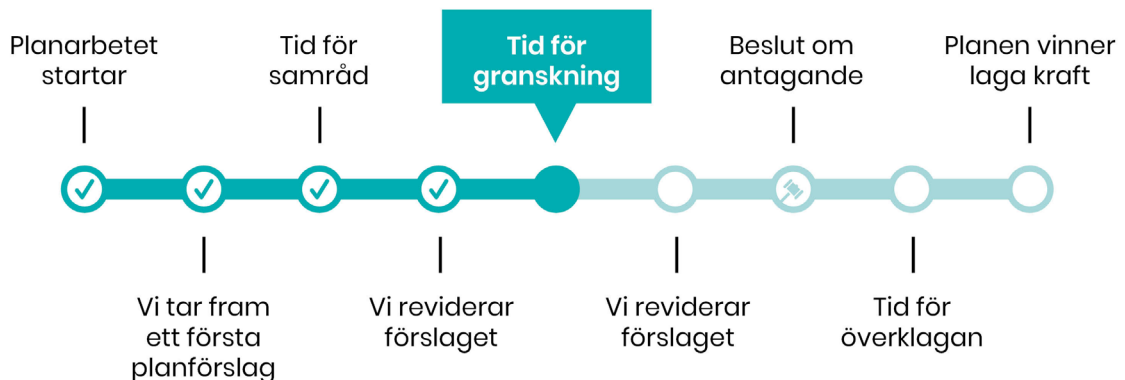 Planarbetet
startar
Tid för
samråd
Tid för
granskning
Beslut om
antagande
Planen vinner
laga kraft
Vi tar fram
ett första
planförslag
Vi reviderar
förslaget
Vi reviderar
förslaget
Tid för
överklagan